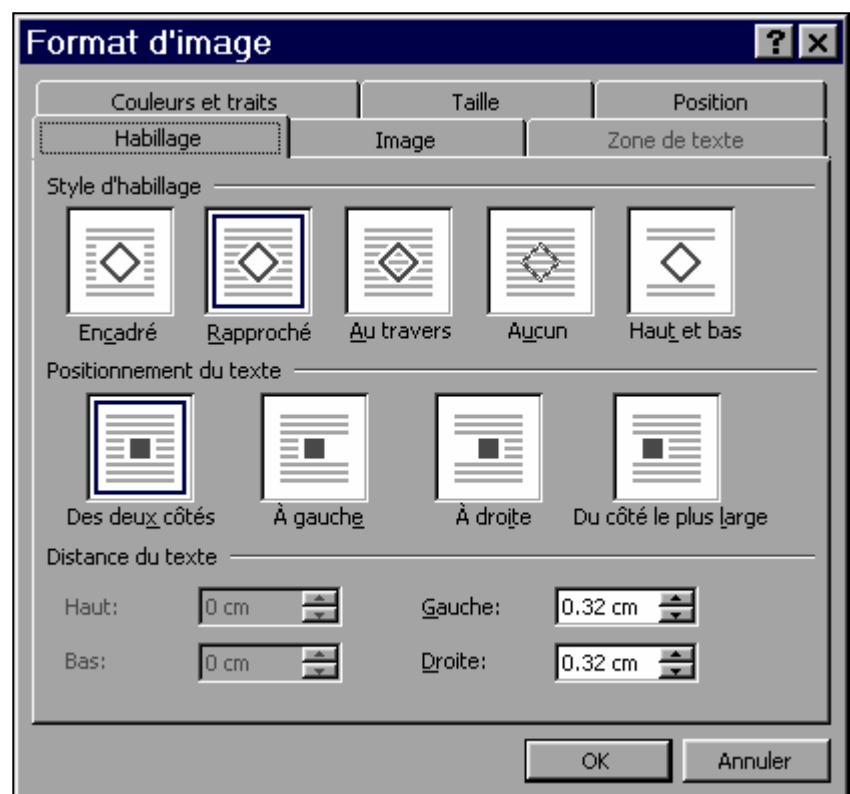 Format d'image
Couleurs et traits Taille Position
Habillage Image Zone de texte
Style d'habillage
Encadré Rapproché Au travers Aucun Haut et bas
Positionnement du texte
Des deux côtés À gauche À droite Du côté le plus large
Distance du texte
Haut: 0 cm Gauche: 0.32 cm
Bas: 0 cm Droite: 0.32 cm
OK Annuler